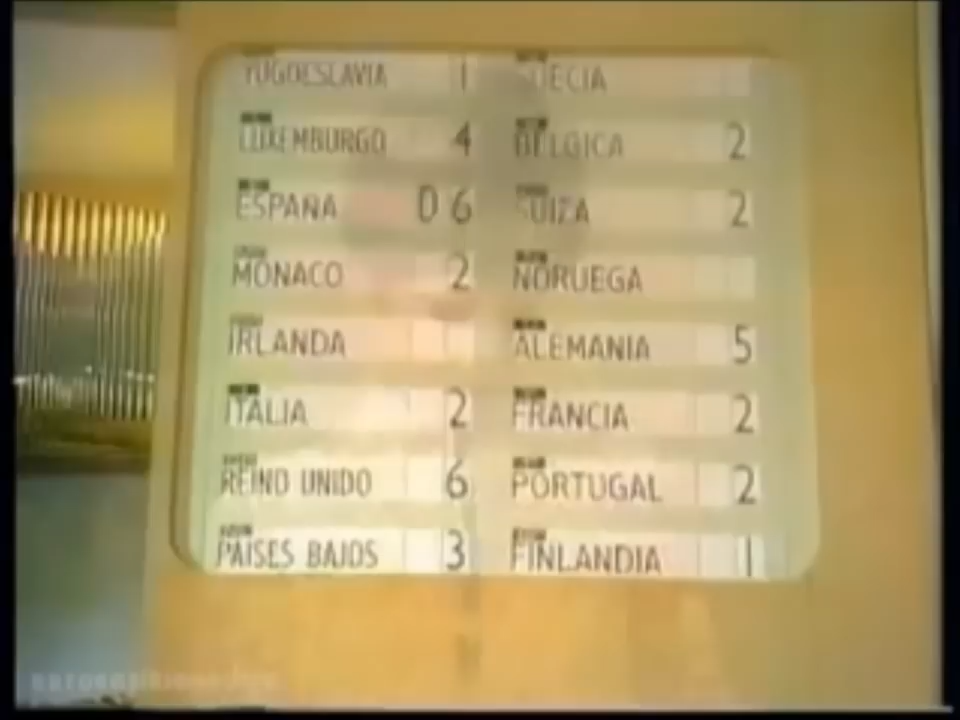 YUGOESLAVIA 1
LUXEMBURGO 4
ESPAÑA 0 6
MONACO 2
IRLANDA
ITALIA 2
REINO UNIDO 6
PAISES BAJOS 3
SUECIA
BELGICA 2
SUIZA 2
NORUEGA
ALEMANIA 5
FRANCIA 2
PORTUGAL 2
FINLANDIA 1